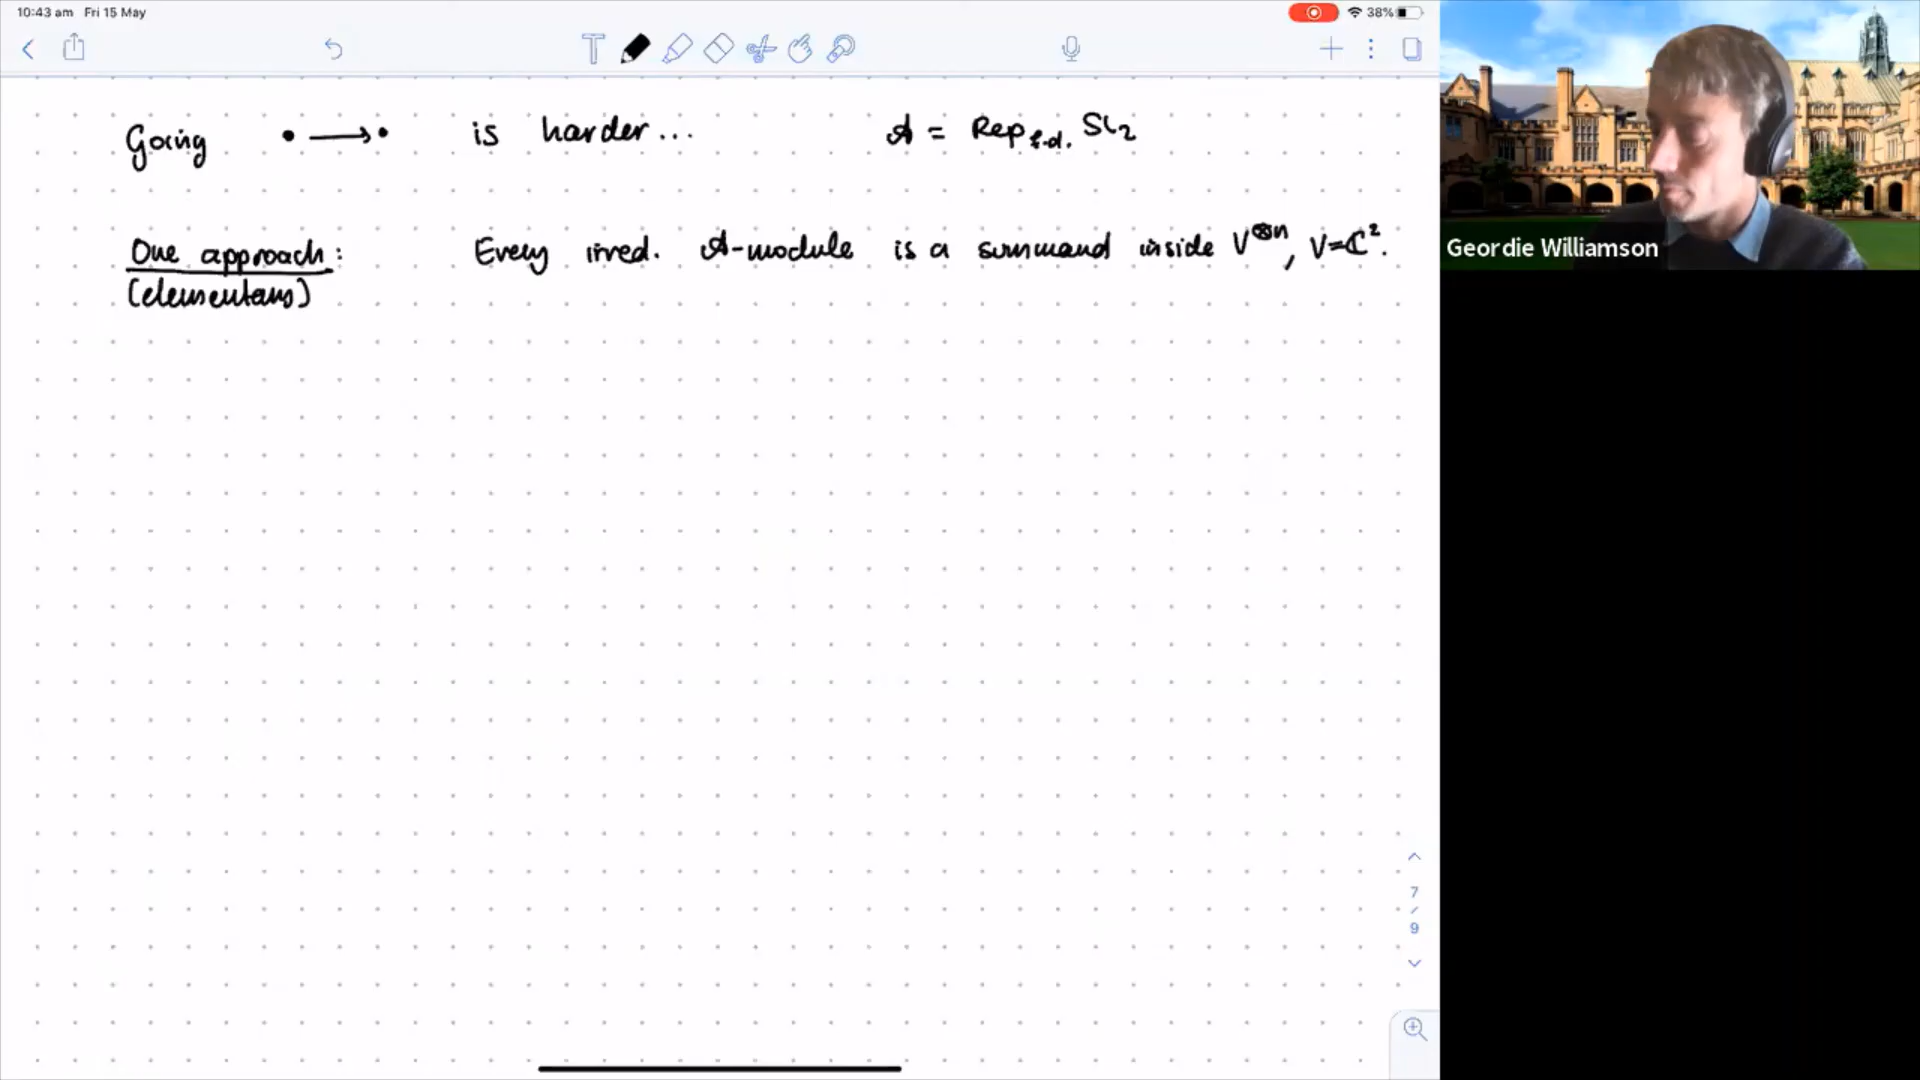 10:43 am Fri 15 May
38%
Going • ⟶ • is harder... 𝒜 = Rep_{f.d.} SL₂
One approach: Every irred. 𝒜-module is a summand inside V^{⊗n}, V=ℂ².
(elementary)
Geordie Williamson
7
/
9